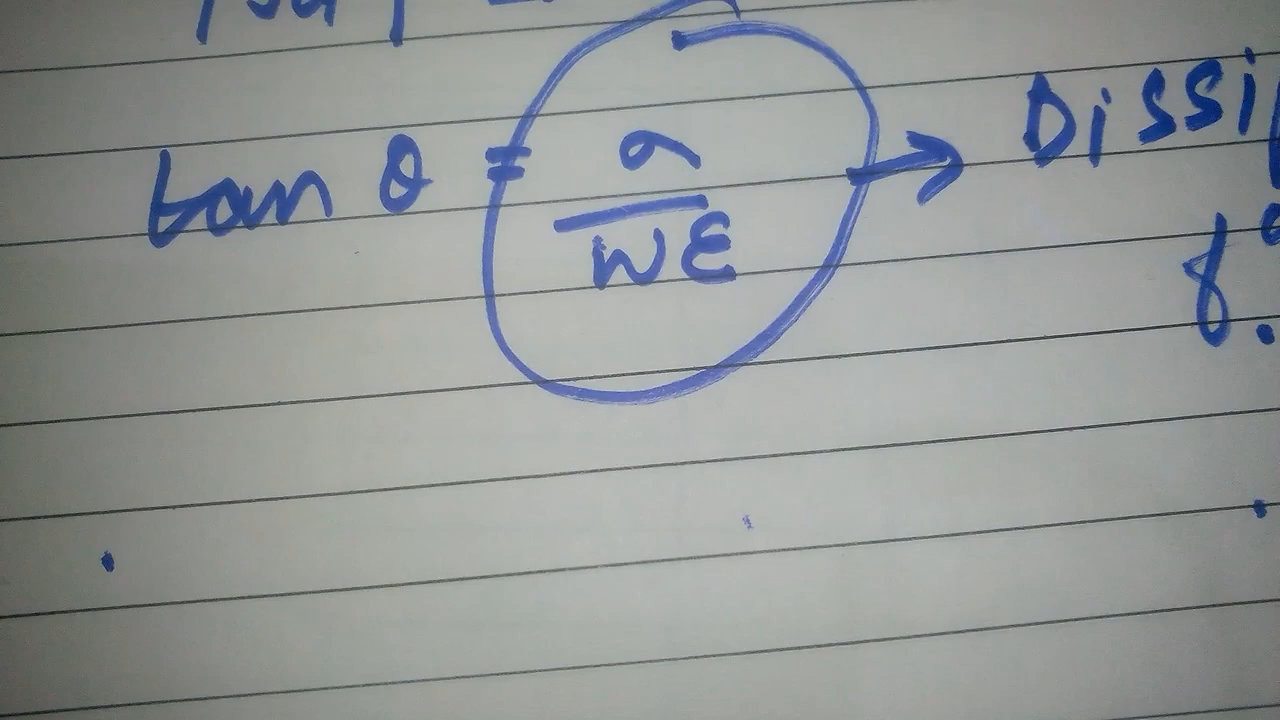 tan θ = σ/ωε → Dissi